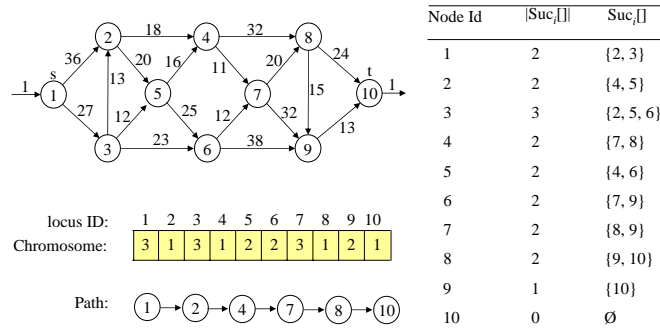 s
t
1
36
27
18
20
13
12
23
16
25
32
11
12
38
20
32
15
24
13
1
1
2
3
4
5
6
7
8
9
10
locus ID: 1 2 3 4 5 6 7 8 9 10
Chromosome: 3 1 3 1 2 2 3 1 2 1
Path: 1 2 4 7 8 10
Node Id |Suc_i[]| Suc_i[]
1 2 {2, 3}
2 2 {4, 5}
3 3 {2, 5, 6}
4 2 {7, 8}
5 2 {4, 6}
6 2 {7, 9}
7 2 {8, 9}
8 2 {9, 10}
9 1 {10}
10 0 Ø